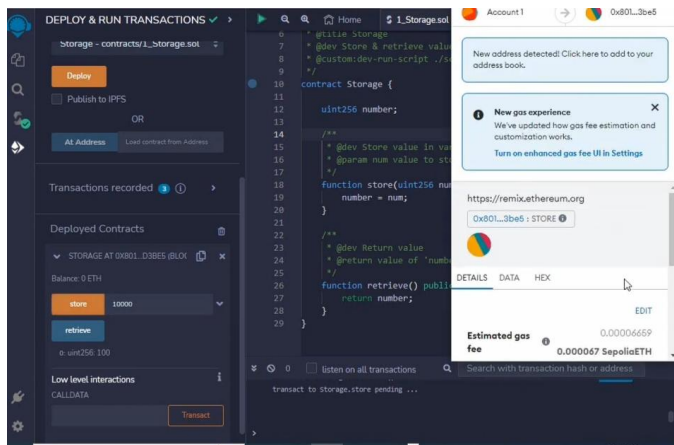 DEPLOY & RUN TRANSACTIONS
Storage - contracts/1_Storage.sol
Deploy
Publish to IPFS
OR
At Address
Load contract from Address
Transactions recorded 3
Deployed Contracts
STORAGE AT 0X801...D3BE5 (BLOC
Balance: 0 ETH
store 10000
retrieve
0: uint256: 100
Low level interactions
CALLDATA
Transact
Home
1_Storage.sol
6 * @title Storage
7 * @dev Store & retrieve value
8 * @custom:dev-run-script ./sc
9 */
10 contract Storage {
11
12 uint256 number;
13
14 /**
15 * @dev Store value in var
16 * @param num value to sto
17 */
18 function store(uint256 num
19 number = num;
20 }
21
22 /**
23 * @dev Return value
24 * @return value of 'numbe
25 */
26 function retrieve() publi
27 return number;
28 }
29 }
0 listen on all transactions
Search with transaction hash or address
transact to Storage.store pending ...
>
Account 1
0x801...3be5
New address detected! Click here to add to your
address book.
New gas experience
We've updated how gas fee estimation and
customization works.
Turn on enhanced gas fee UI in Settings
https://remix.ethereum.org
0x801...3be5 : STORE
DETAILS DATA HEX
EDIT
Estimated gas
fee
0.00006659
0.000067 SepoliaETH